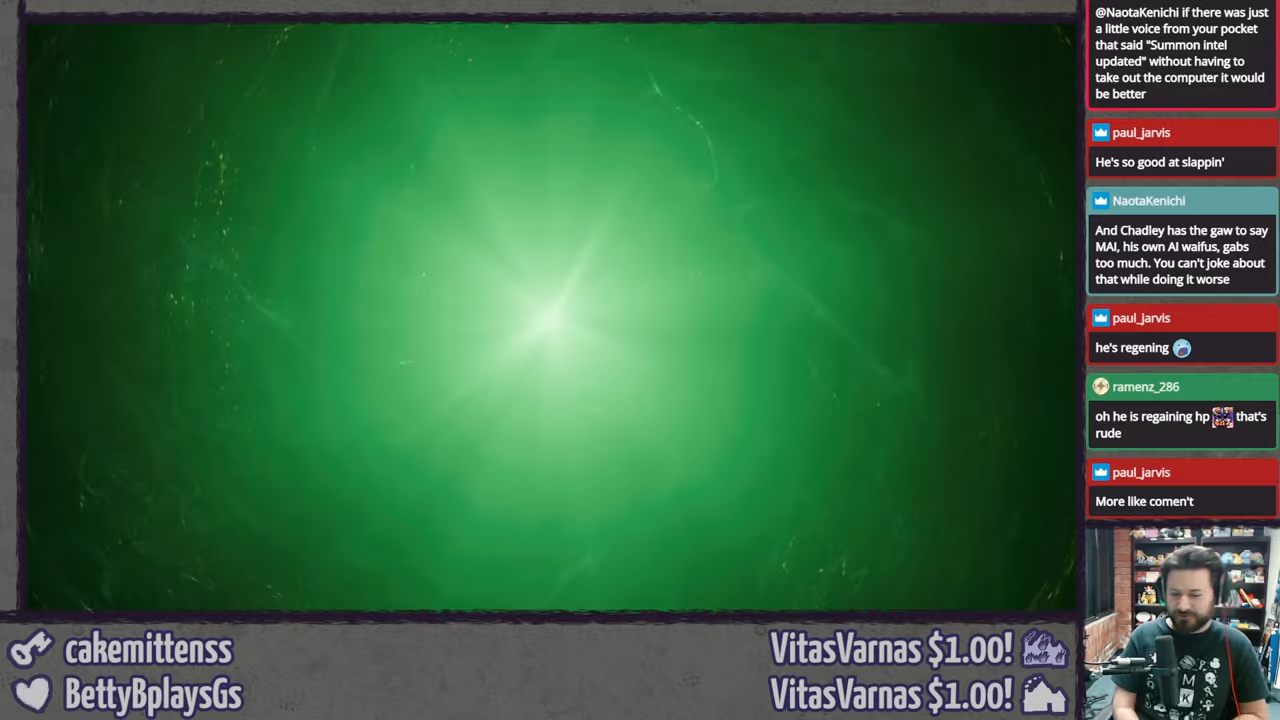 @NaotaKenichi if there was just
a little voice from your pocket
that said "Summon intel
updated" without having to
take out the computer it would
be better
paul_jarvis
He's so good at slappin'
NaotaKenichi
And Chadley has the gaw to say
MAI, his own AI waifus, gabs
too much. You can't joke about
that while doing it worse
paul_jarvis
he's regening
ramenz_286
oh he is regaining hp that's
rude
paul_jarvis
More like comen't
cakemittenss
BettyBplaysGs
VitasVarnas $1.00!
VitasVarnas $1.00!